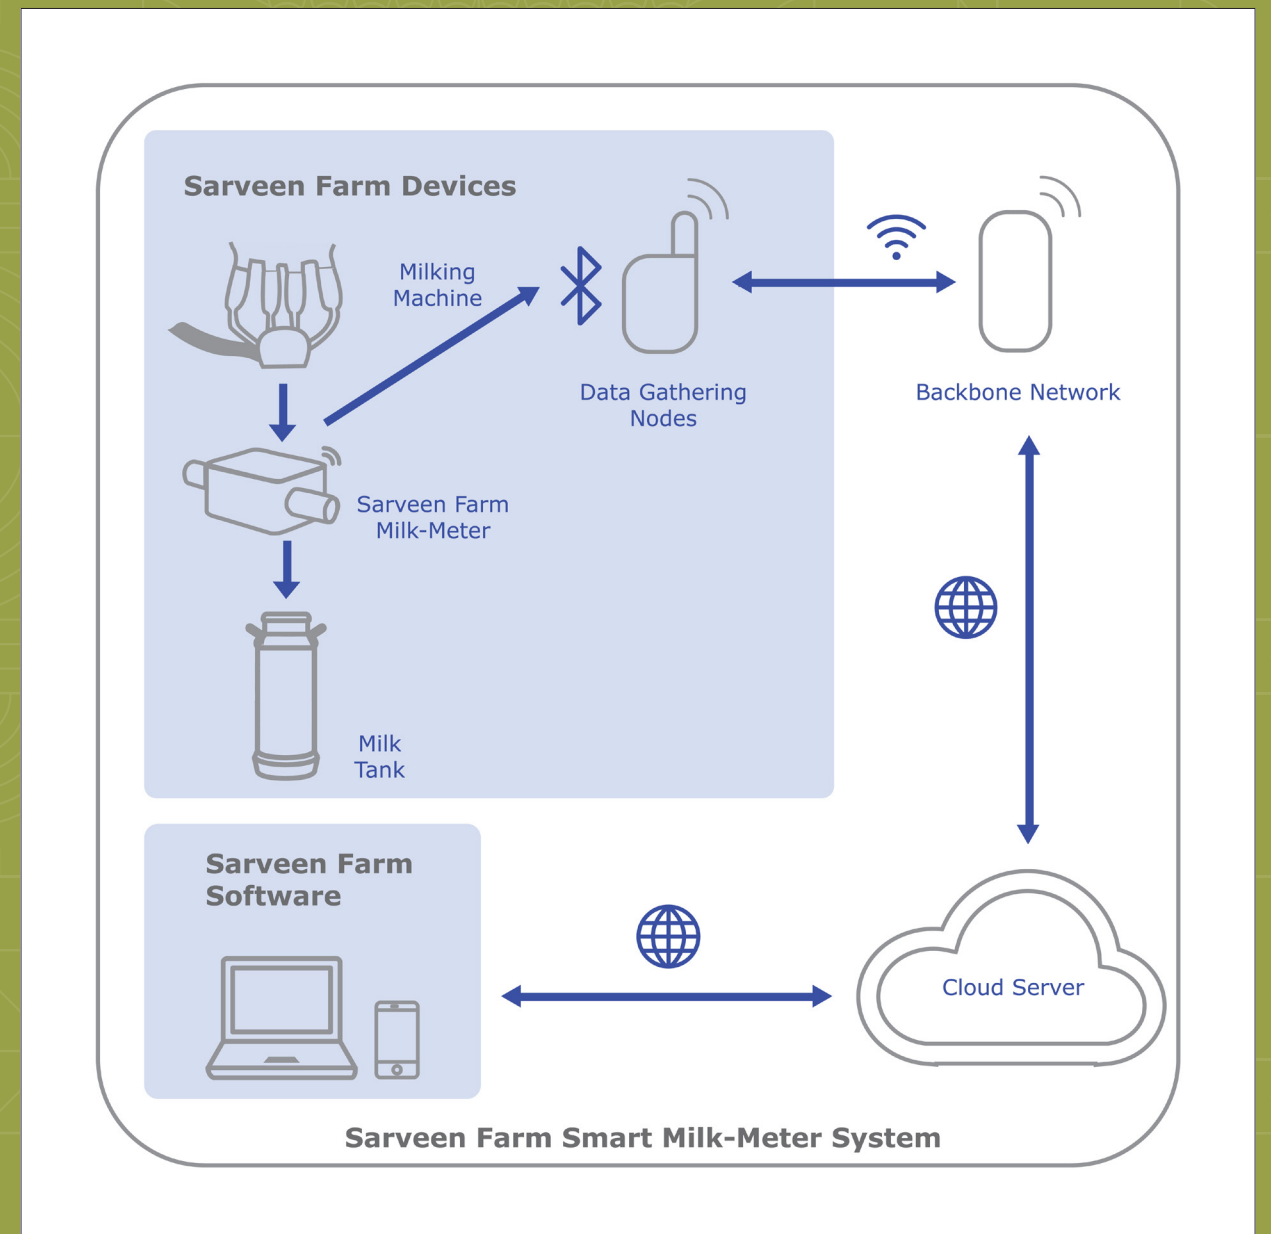 Sarveen Farm Devices
Milking
Machine
Data Gathering
Nodes
Backbone Network
Sarveen Farm
Milk-Meter
Milk
Tank
Sarveen Farm
Software
Cloud Server
Sarveen Farm Smart Milk-Meter System